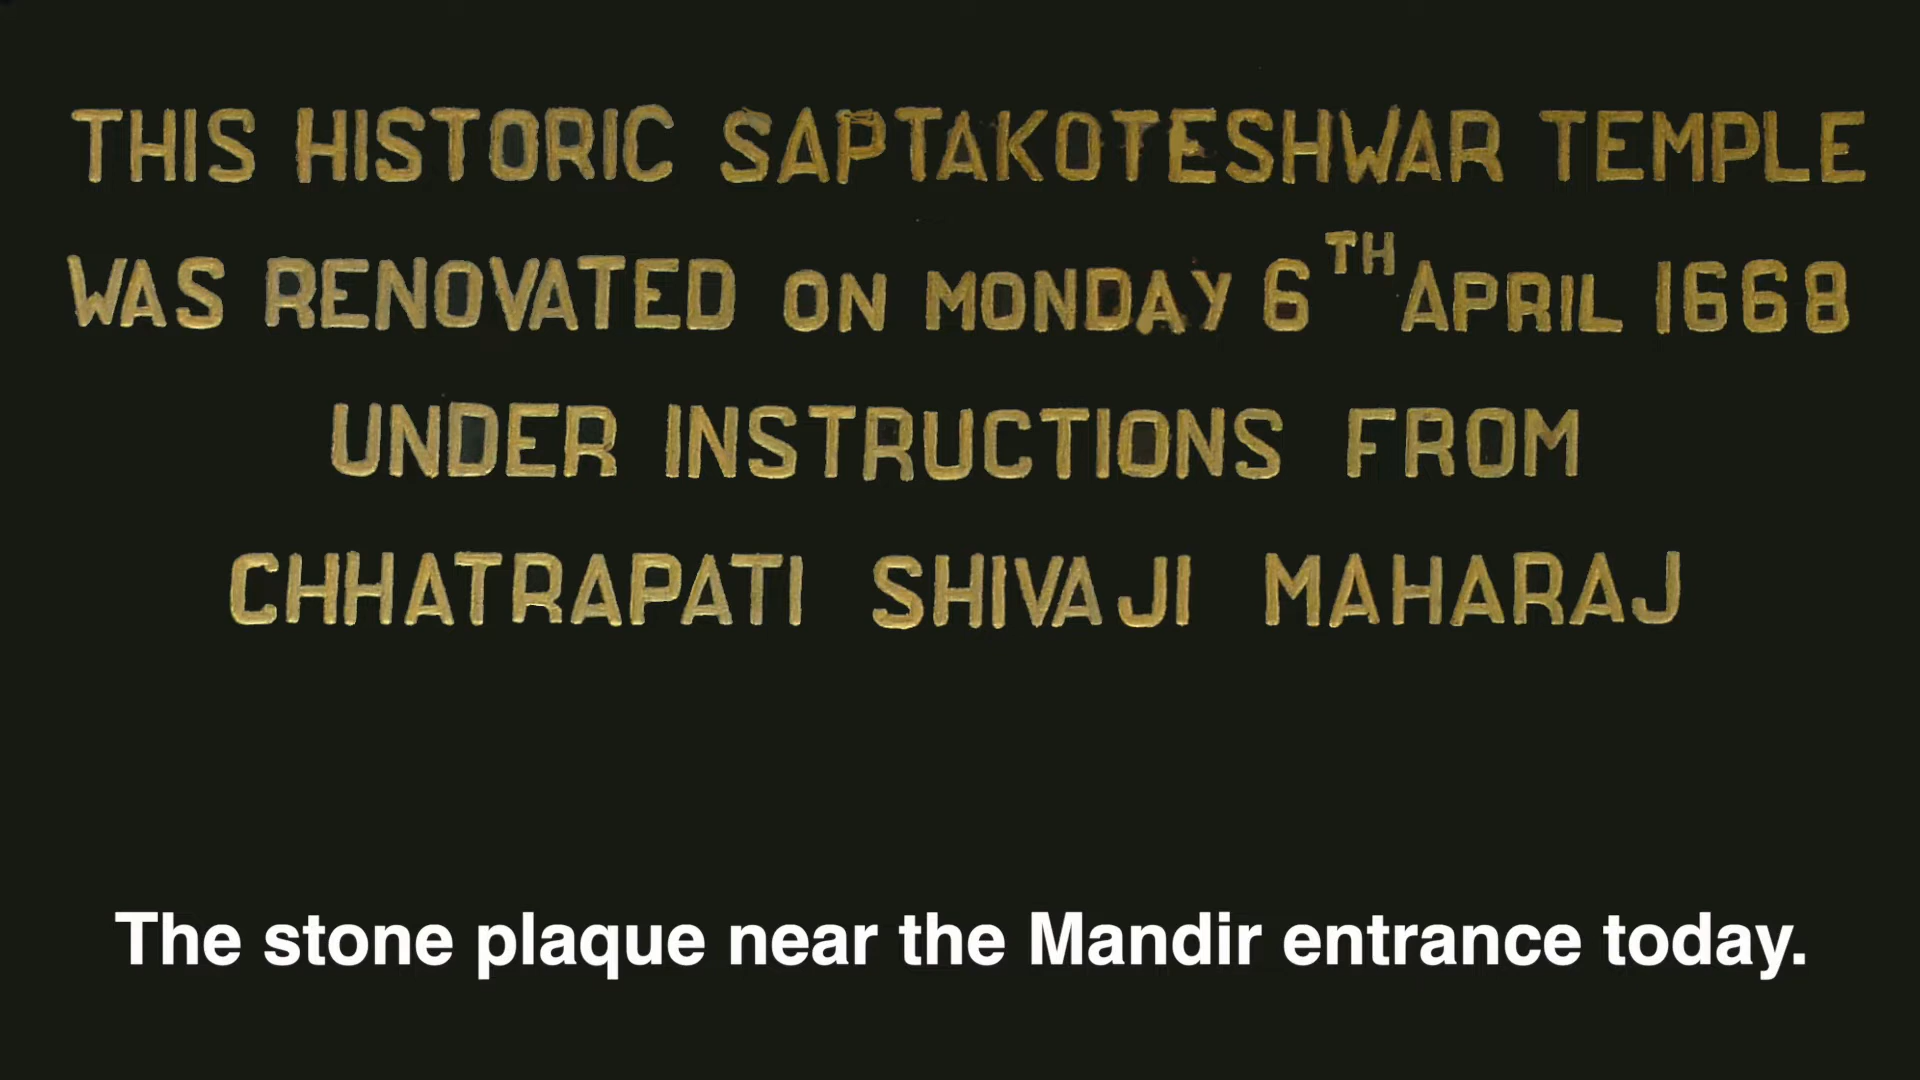 THIS HISTORIC SAPTAKOTESHWAR TEMPLE
WAS RENOVATED ON MONDAY 6TH APRIL 1668
UNDER INSTRUCTIONS FROM
CHHATRAPATI SHIVAJI MAHARAJ
The stone plaque near the Mandir entrance today.